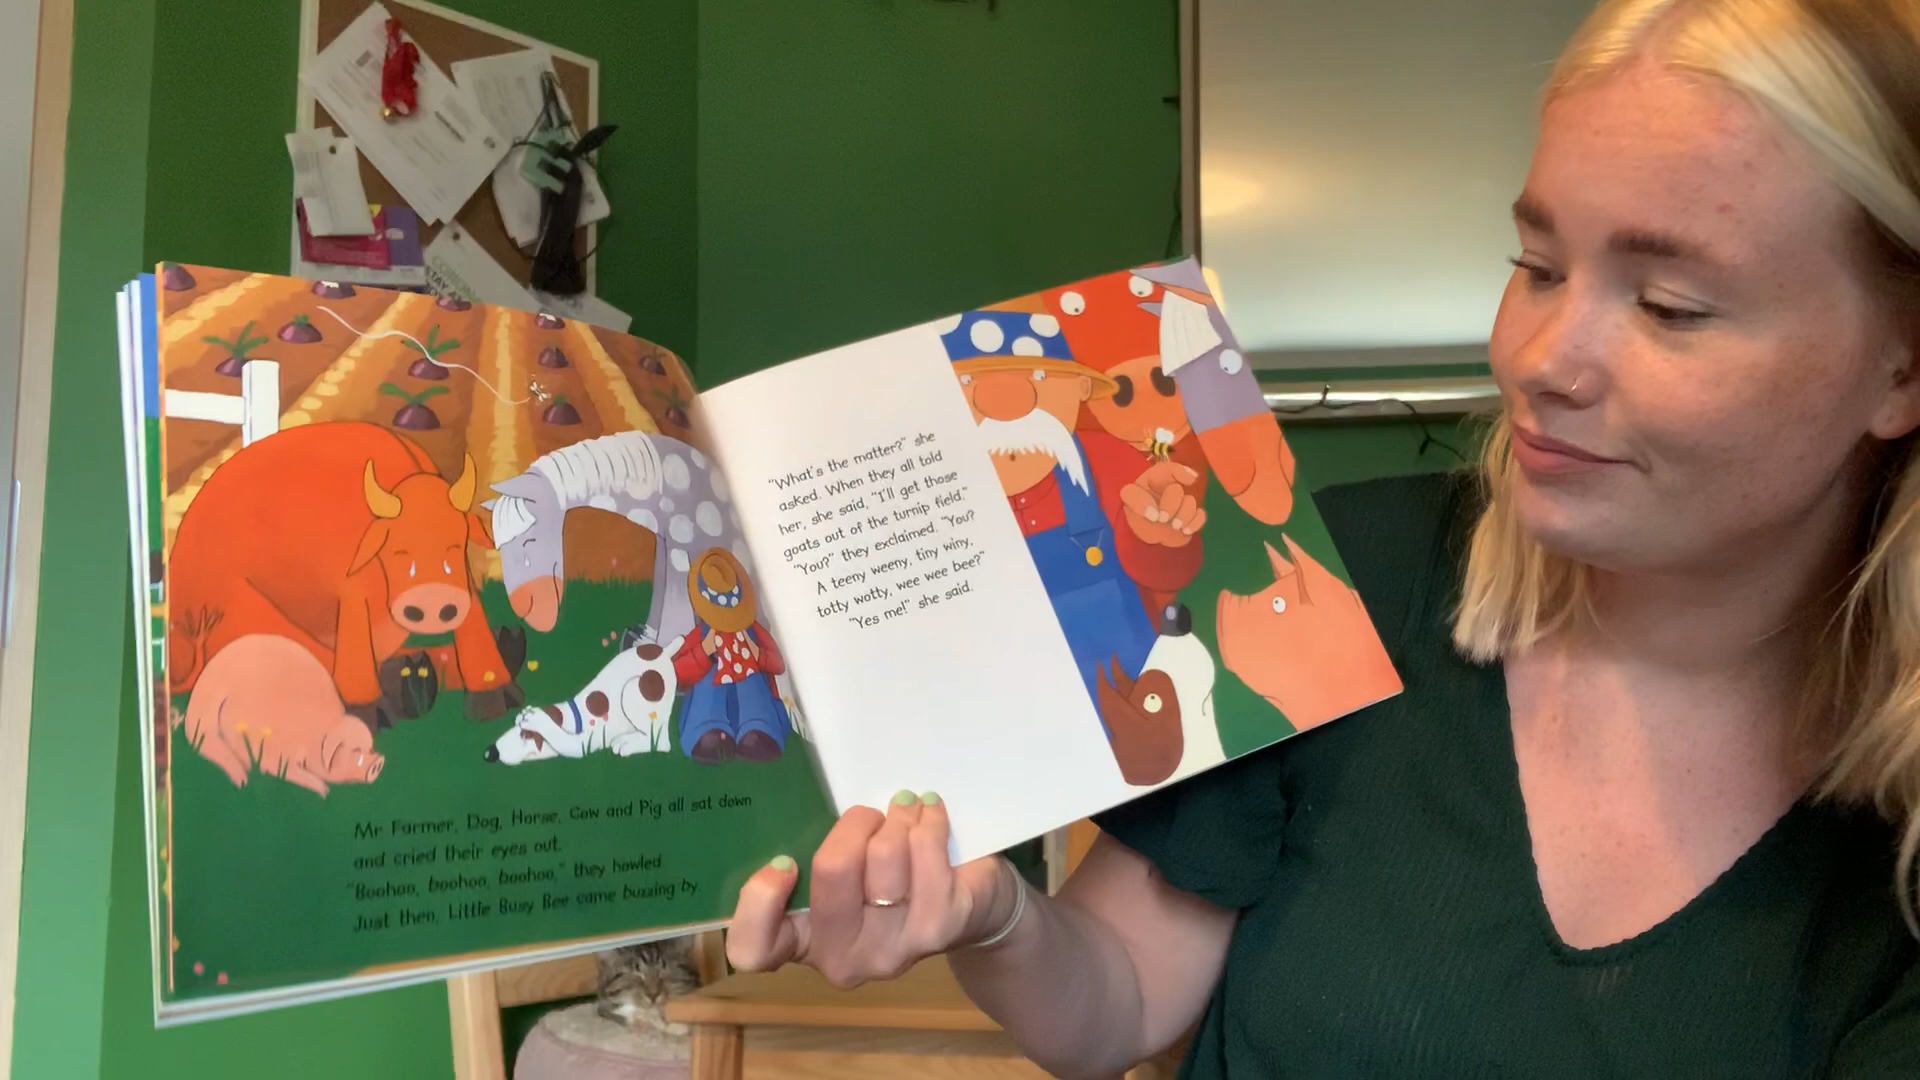 Mr Farmer, Dog, Horse, Cow and Pig all sat down
and cried their eyes out.
"Boohoo, boohoo, boohoo," they howled.
Just then, Little Busy Bee came buzzing by.
"What's the matter?" she
asked. When they all told
her, she said, "I'll get those
goats out of the turnip field."
"You?" they exclaimed. "You?
A teeny weeny, tiny winy,
totty wotty, wee wee bee?"
"Yes me!" she said.